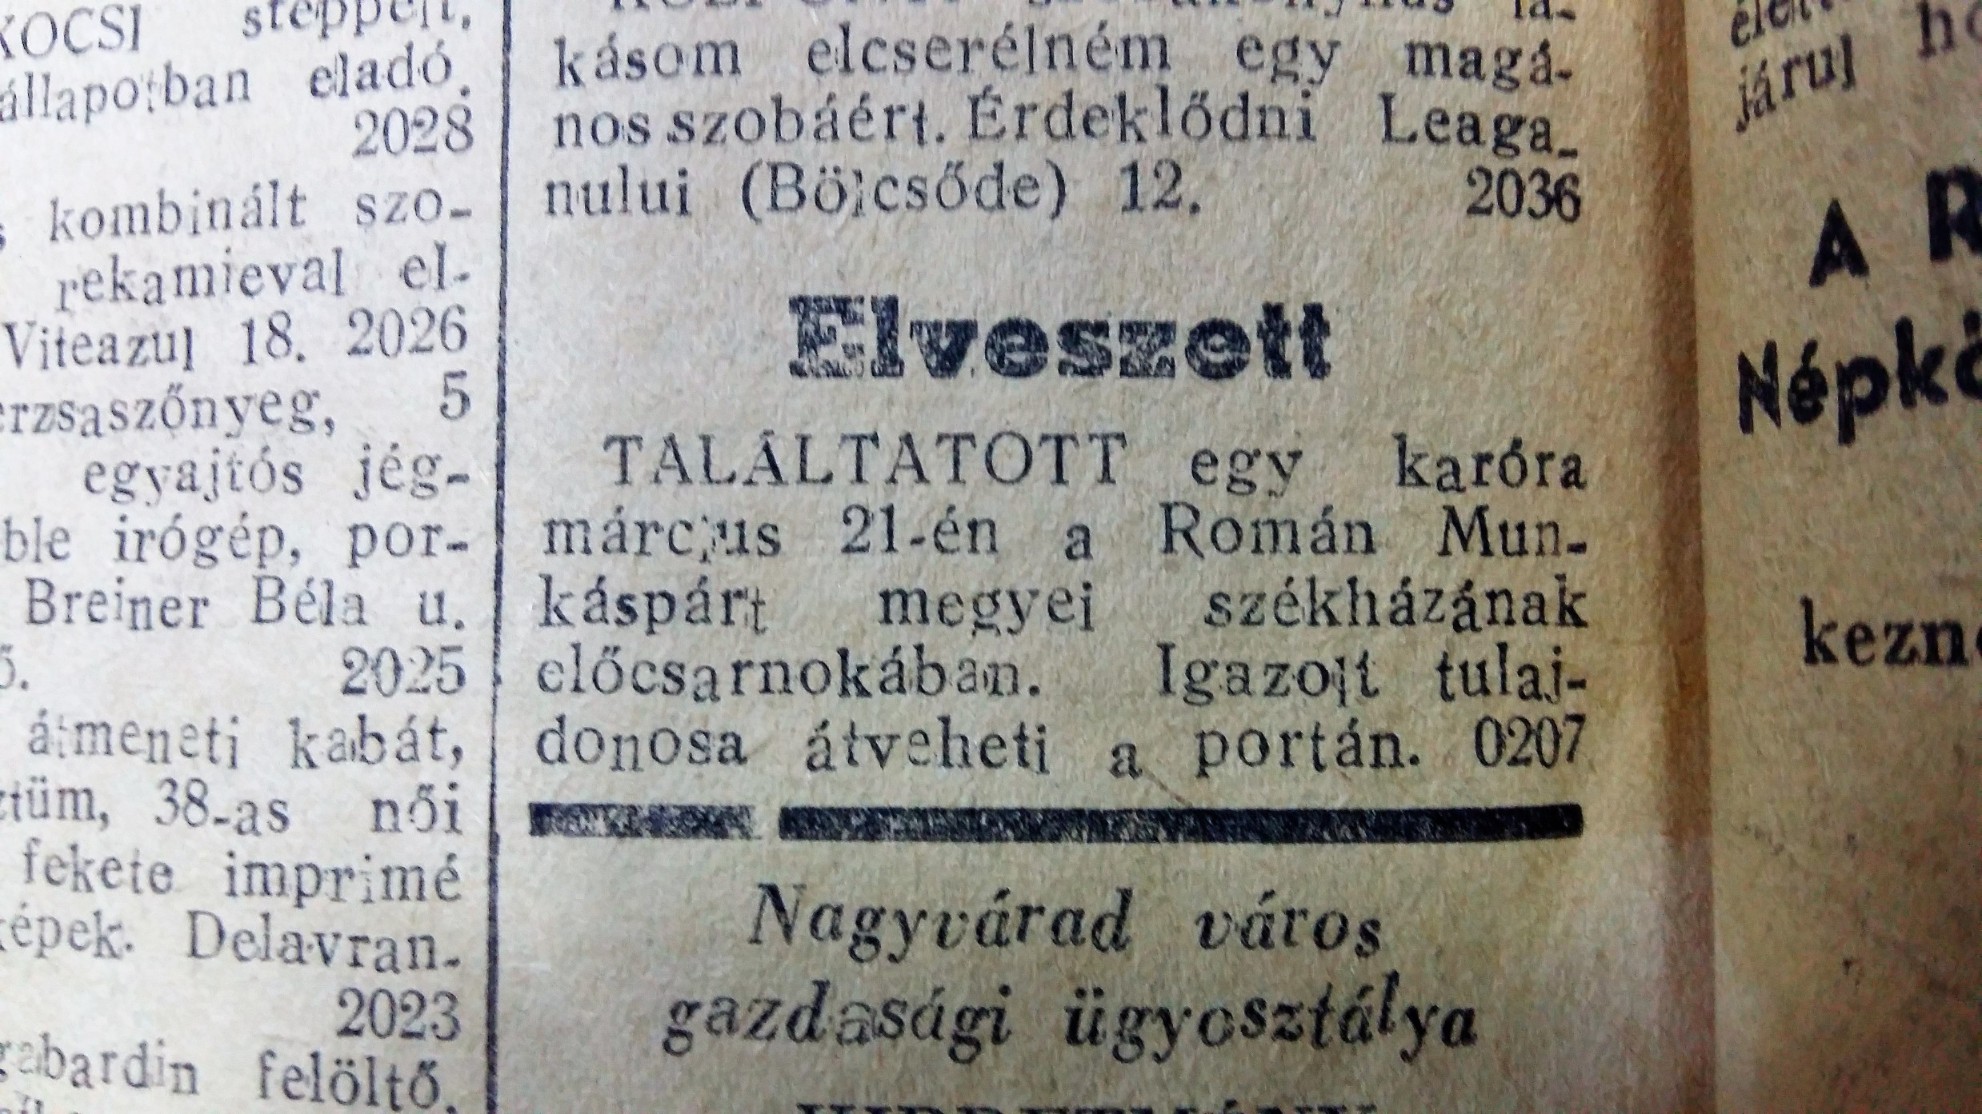 KOCSI steppelt,
állapotban eladó.
2028
kombinált szo-
rekamieval el-
Viteazul 18. 2026
5
egyajtós jég-
irógép, por-
Breiner Béla u.
2025
átmeneti kabát,
38-as női
fekete imprimé
Delavran-
2023
gabardin felöltő,
kásom elcserélném egy magá-
nos szobáért. Érdeklődni Leaga-
nului (Bölcsőde) 12. 2036
Elveszett
TALÁLTATOTT egy karóra
március 21-én a Román Mun-
káspárt megyei székházának
előcsarnokában. Igazolt tulaj-
donosa átveheti a portán. 0207
Nagyvárad város
gazdasági ügyosztálya
járul
A